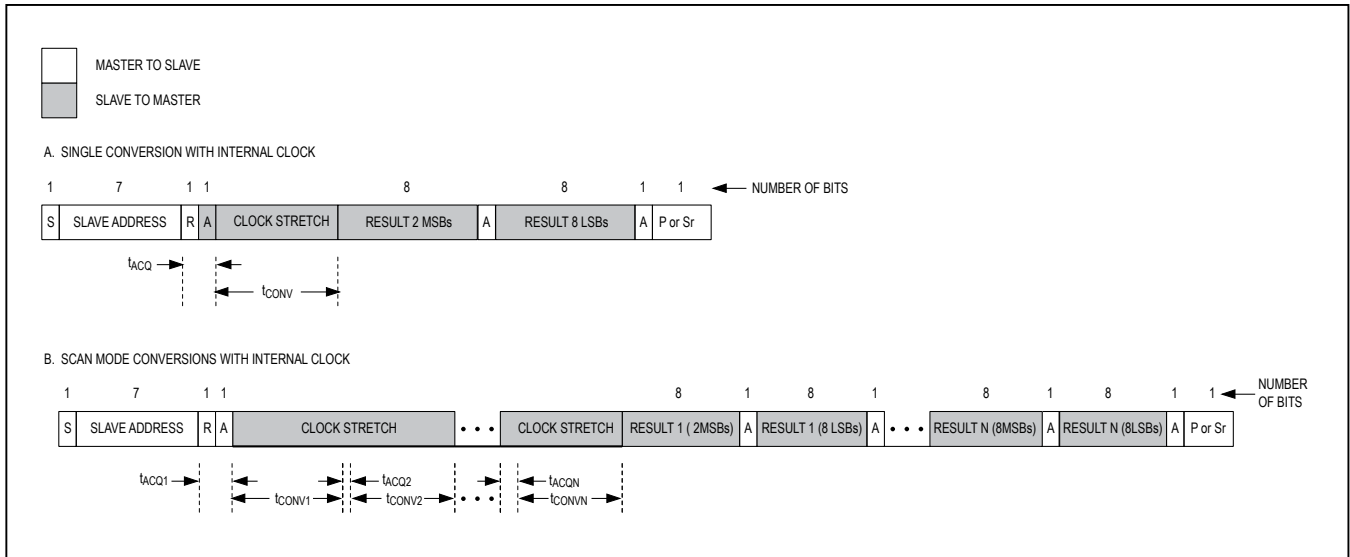 MASTER TO SLAVE
SLAVE TO MASTER
A. SINGLE CONVERSION WITH INTERNAL CLOCK
1 7 1 1 8 8 1 1 NUMBER OF BITS
S SLAVE ADDRESS R A CLOCK STRETCH RESULT 2 MSBs A RESULT 8 LSBs A P or Sr
tACQ
tCONV
B. SCAN MODE CONVERSIONS WITH INTERNAL CLOCK
1 7 1 1 8 1 8 1 8 1 8 1 1 NUMBER OF BITS
S SLAVE ADDRESS R A CLOCK STRETCH • • • CLOCK STRETCH RESULT 1 ( 2MSBs) A RESULT 1 (8 LSBs) A • • • RESULT N (8MSBs) A RESULT N (8LSBs) A P or Sr
tACQ1 tACQ2 tACQN
tCONV1 tCONV2 • • • tCONVN